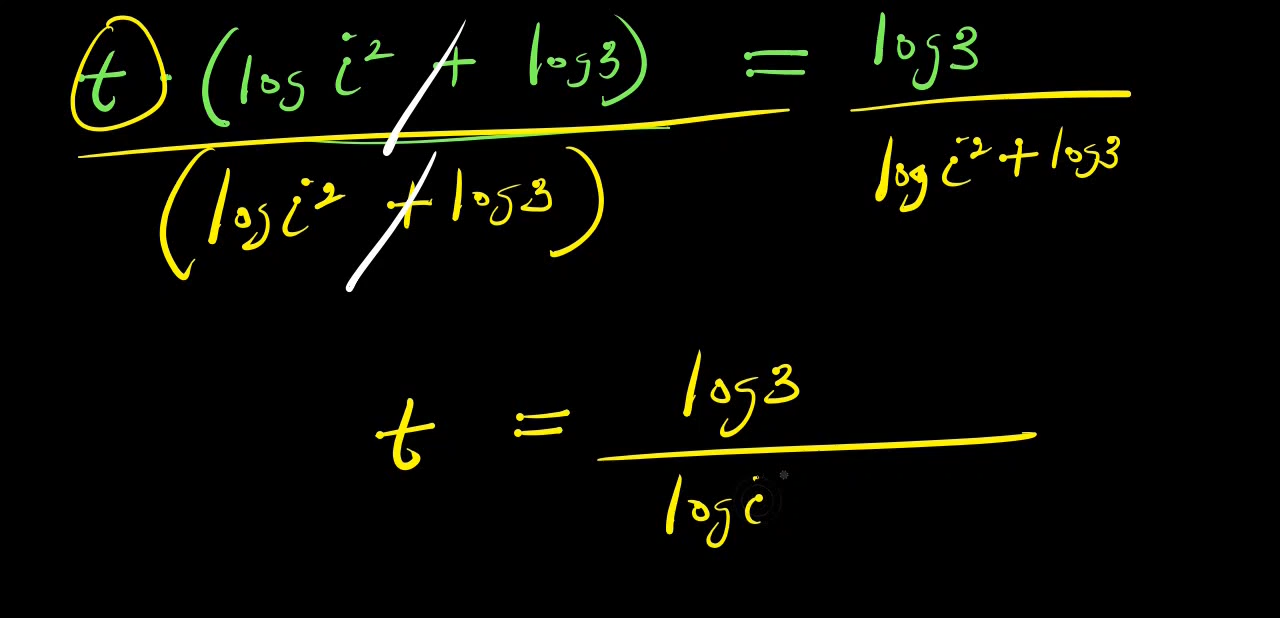 t · (log i² + log3) = log3
(log i² + log3) log i² + log3
t = log3
log i